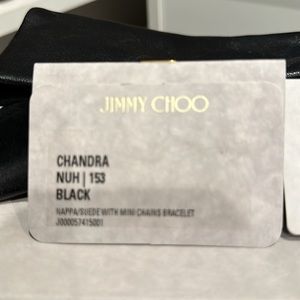 JIMMY CHOO
CHANDRA
NUH | 153
BLACK
NAPPA/SUEDE WITH MINI CHAINS BRACELET
J000057415001